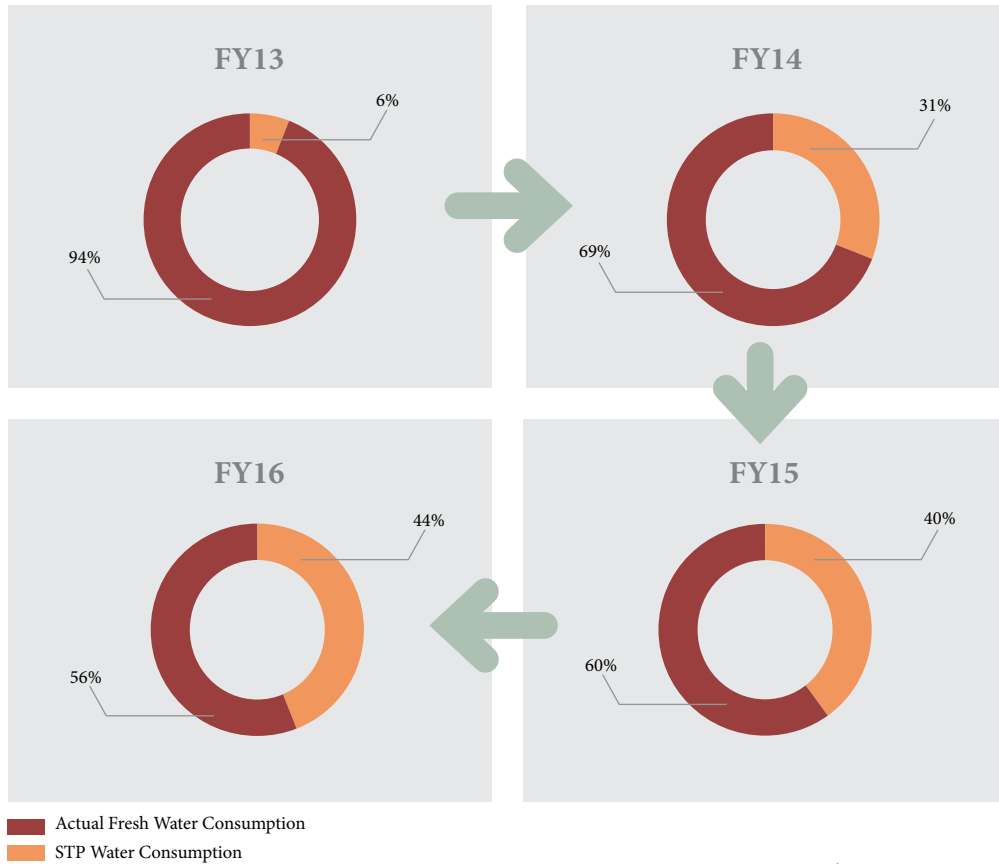 FY13
6%
94%
FY14
31%
69%
FY16
44%
56%
FY15
40%
60%
Actual Fresh Water Consumption
STP Water Consumption